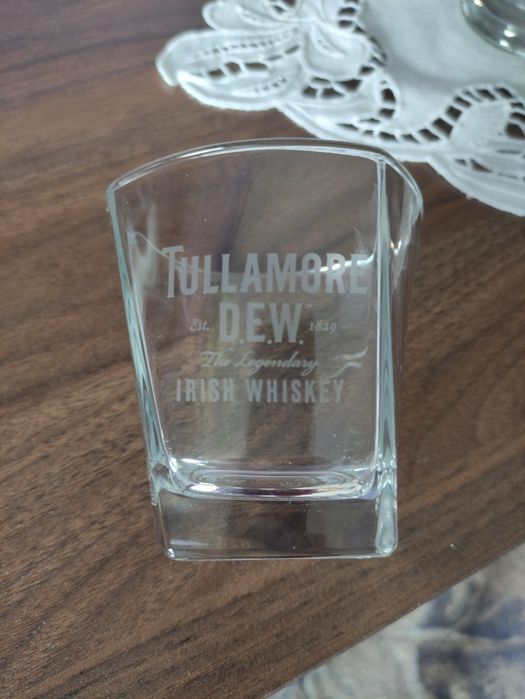 TULLAMORE
Est. D.E.W. 1829
The Legendary
IRISH WHISKEY